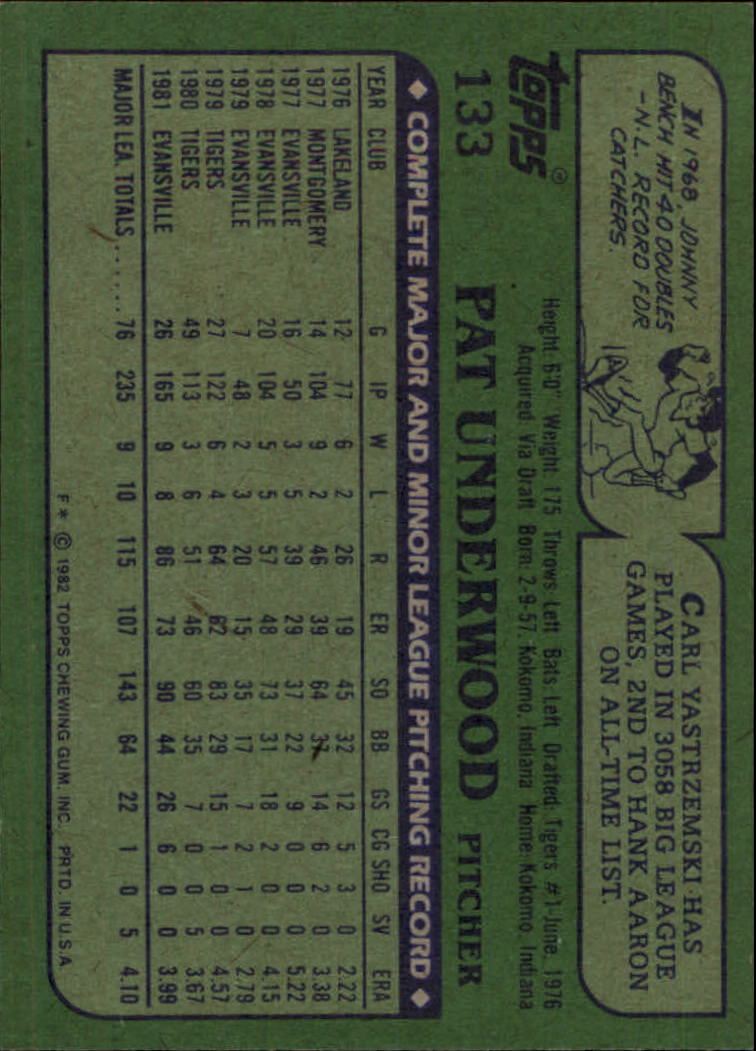 IN 1968, JOHNNY
BENCH HIT 40 DOUBLES
–N.L. RECORD FOR
CATCHERS.
CARL YASTRZEMSKI HAS
PLAYED IN 3058 BIG LEAGUE
GAMES, 2ND TO HANK AARON
ON ALL-TIME LIST.
topps®
133 PAT UNDERWOOD PITCHER
Height: 6'0" Weight: 175 Throws: Left Bats: Left Drafted: Tigers #1-June, 1976
Acquired: Via Draft Born: 2-9-57, Kokomo, Indiana Home: Kokomo, Indiana
◆ COMPLETE MAJOR AND MINOR LEAGUE PITCHING RECORD ◆
YEAR CLUB G IP W L R ER SO BB GS CG SHO SV ERA
1976 LAKELAND 12 77 6 2 26 19 45 32 12 5 3 0 2.22
1977 MONTGOMERY 14 104 9 2 46 39 64 14 6 2 0 3.38
1977 EVANSVILLE 16 50 3 5 39 29 37 22 9 0 0 0 5.22
1978 EVANSVILLE 20 104 5 5 57 48 73 31 18 2 0 0 4.15
1979 EVANSVILLE 7 48 2 3 20 15 35 17 7 2 1 0 2.79
1979 TIGERS 27 122 6 4 64 62 83 29 15 1 0 0 4.57
1980 TIGERS 49 113 3 6 51 46 60 35 7 0 0 5 3.67
1981 EVANSVILLE 26 165 9 8 86 73 90 44 26 6 0 0 3.99
MAJOR LEA. TOTALS...... 76 235 9 10 115 107 143 64 22 1 0 5 4.10
F* © 1982 TOPPS CHEWING GUM, INC. PRTD. IN U.S.A.